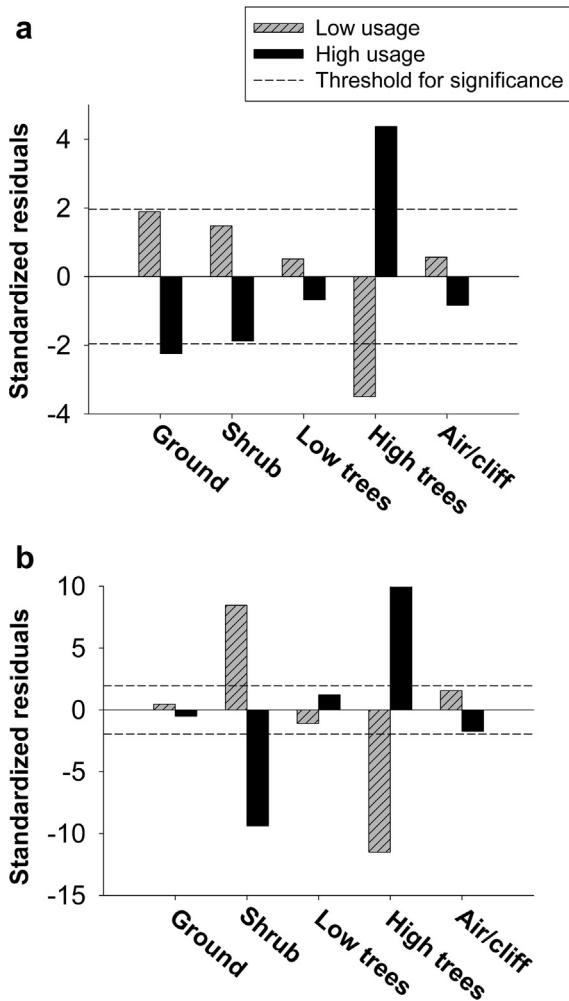 a
Low usage
High usage
Threshold for significance
Standardized residuals
4
2
0
-2
-4
Ground
Shrub
Low trees
High trees
Air/cliff
b
Standardized residuals
10
5
0
-5
-10
-15
Ground
Shrub
Low trees
High trees
Air/cliff